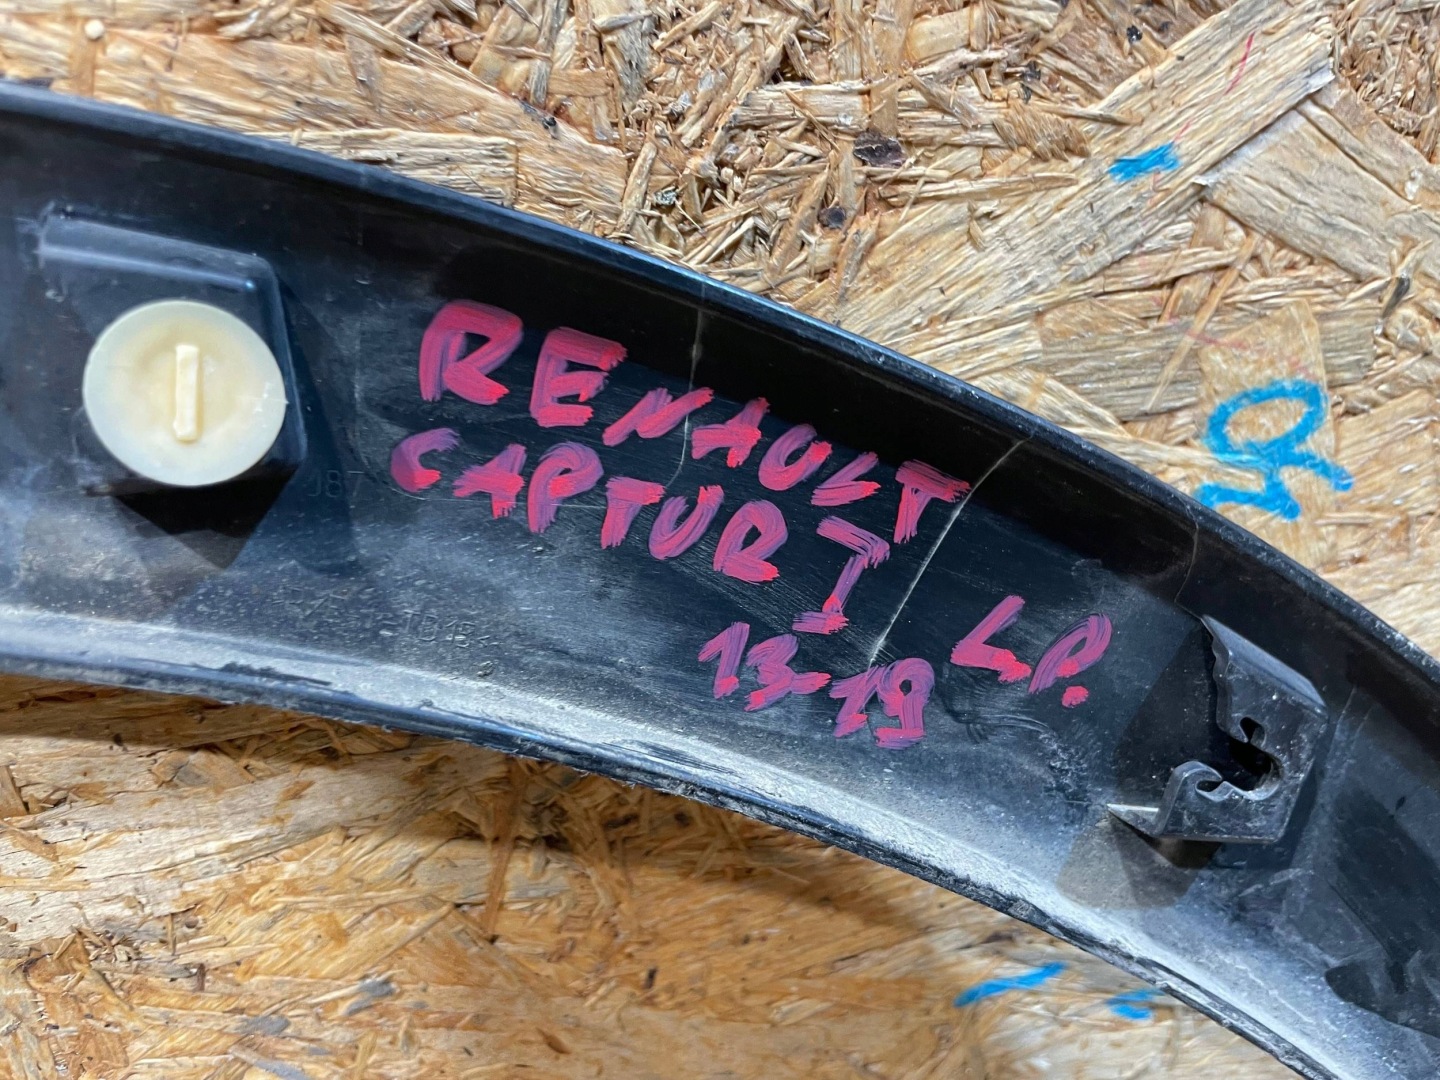 RENAULT
CAPTUR I
13-19 L.P.